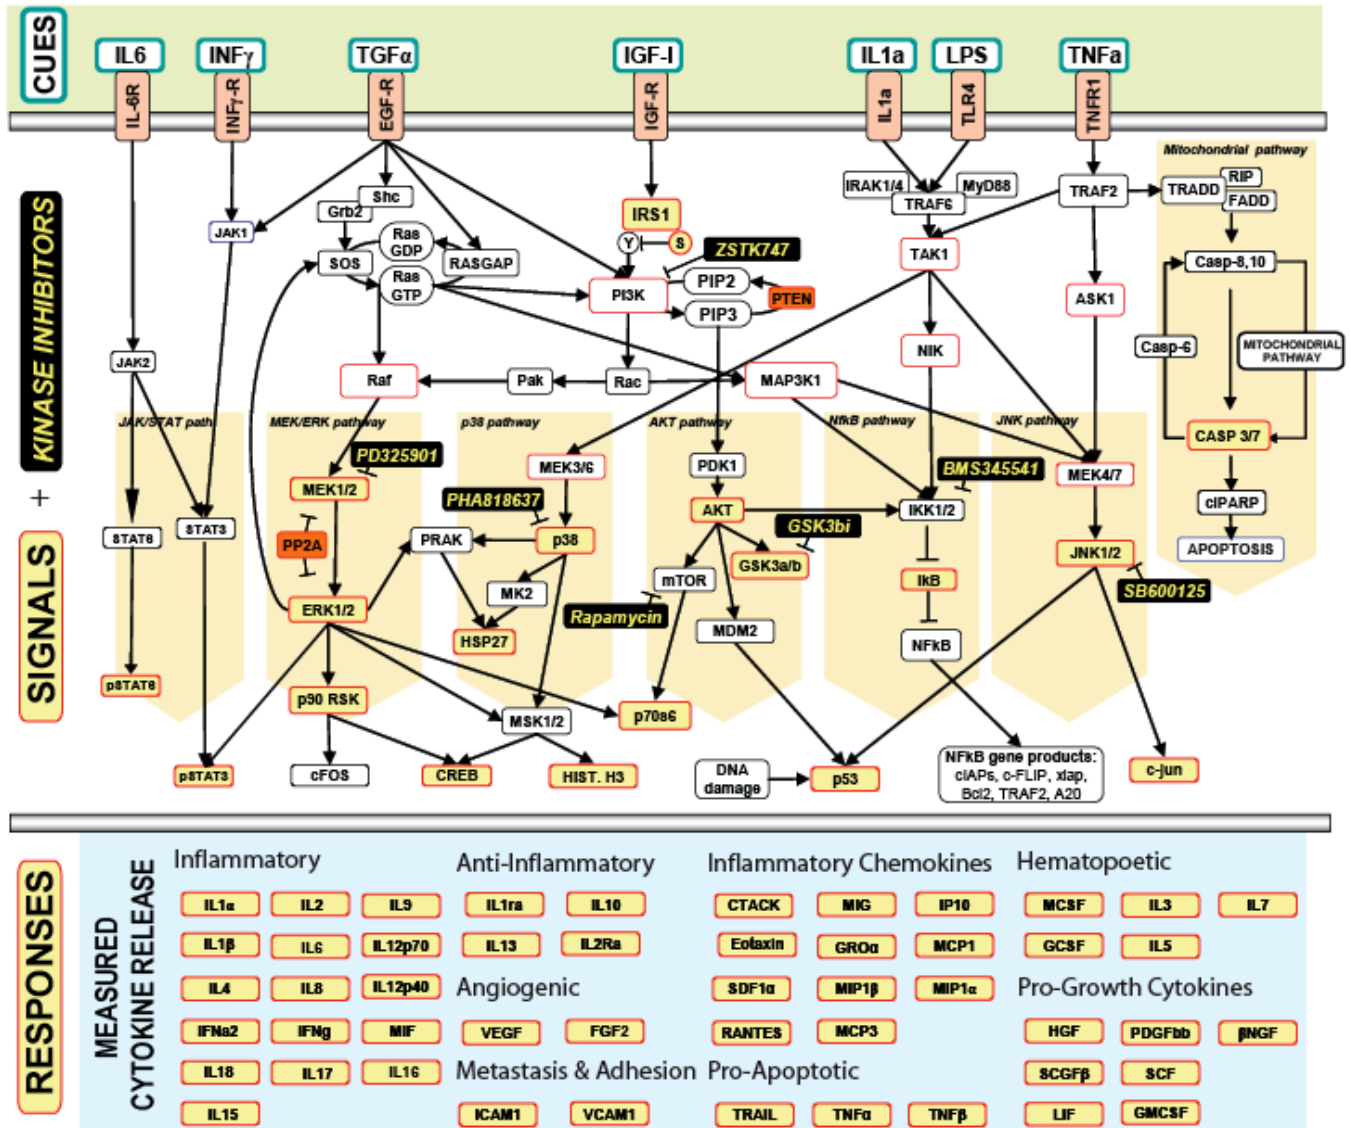 CUES
IL6
INFγ
TGFα
IGF-I
IL1a
LPS
TNFa
IL-6R
INFγ-R
EGF-R
IGF-R
IL1a
TLR4
TNFR1
KINASE INHIBITORS
+
SIGNALS
Mitochondrial pathway
Shc
Grb2
JAK1
SOS
Ras
GDP
Ras
GTP
RASGAP
IRS1
Y
S
ZSTK747
PI3K
PIP2
PIP3
PTEN
IRAK1/4
MyD88
TRAF6
TAK1
NIK
TRAF2
TRADD
RIP
FADD
ASK1
Casp-8,10
Casp-6
MITOCHONDRIAL
PATHWAY
CASP 3/7
clPARP
APOPTOSIS
JAK2
Raf
Pak
Rac
MAP3K1
JAK/STAT path
MEK/ERK pathway
p38 pathway
AKT pathway
NfkB pathway
JNK pathway
PD325901
MEK1/2
PHA818637
MEK3/6
PDK1
BMS345541
MEK4/7
STAT6
STAT3
PP2A
PRAK
p38
AKT
GSK3bi
IKK1/2
GSK3a/b
JNK1/2
SB600125
ERK1/2
MK2
HSP27
mTOR
Rapamycin
MDM2
IkB
NFkB
pSTAT6
p90 RSK
MSK1/2
p70s6
pSTAT3
cFOS
CREB
HIST. H3
DNA
damage
p53
NFkB gene products:
cIAPs, c-FLIP, xIap,
Bcl2, TRAF2, A20
c-jun
RESPONSES
MEASURED
CYTOKINE RELEASE
Inflammatory
IL1α IL2 IL9
IL1β IL6 IL12p70
IL4 IL8 IL12p40
IFNa2 IFNg MIF
IL18 IL17 IL16
IL15
Anti-Inflammatory
IL1ra IL10
IL13 IL2Ra
Angiogenic
VEGF FGF2
Metastasis & Adhesion
ICAM1 VCAM1
Inflammatory Chemokines
CTACK MIG IP10
Eotaxin GROα MCP1
SDF1α MIP1β MIP1α
RANTES MCP3
Pro-Apoptotic
TRAIL TNFα TNFβ
Hematopoetic
MCSF IL3 IL7
GCSF IL5
Pro-Growth Cytokines
HGF PDGFbb βNGF
SCGFβ SCF
LIF GMCSF